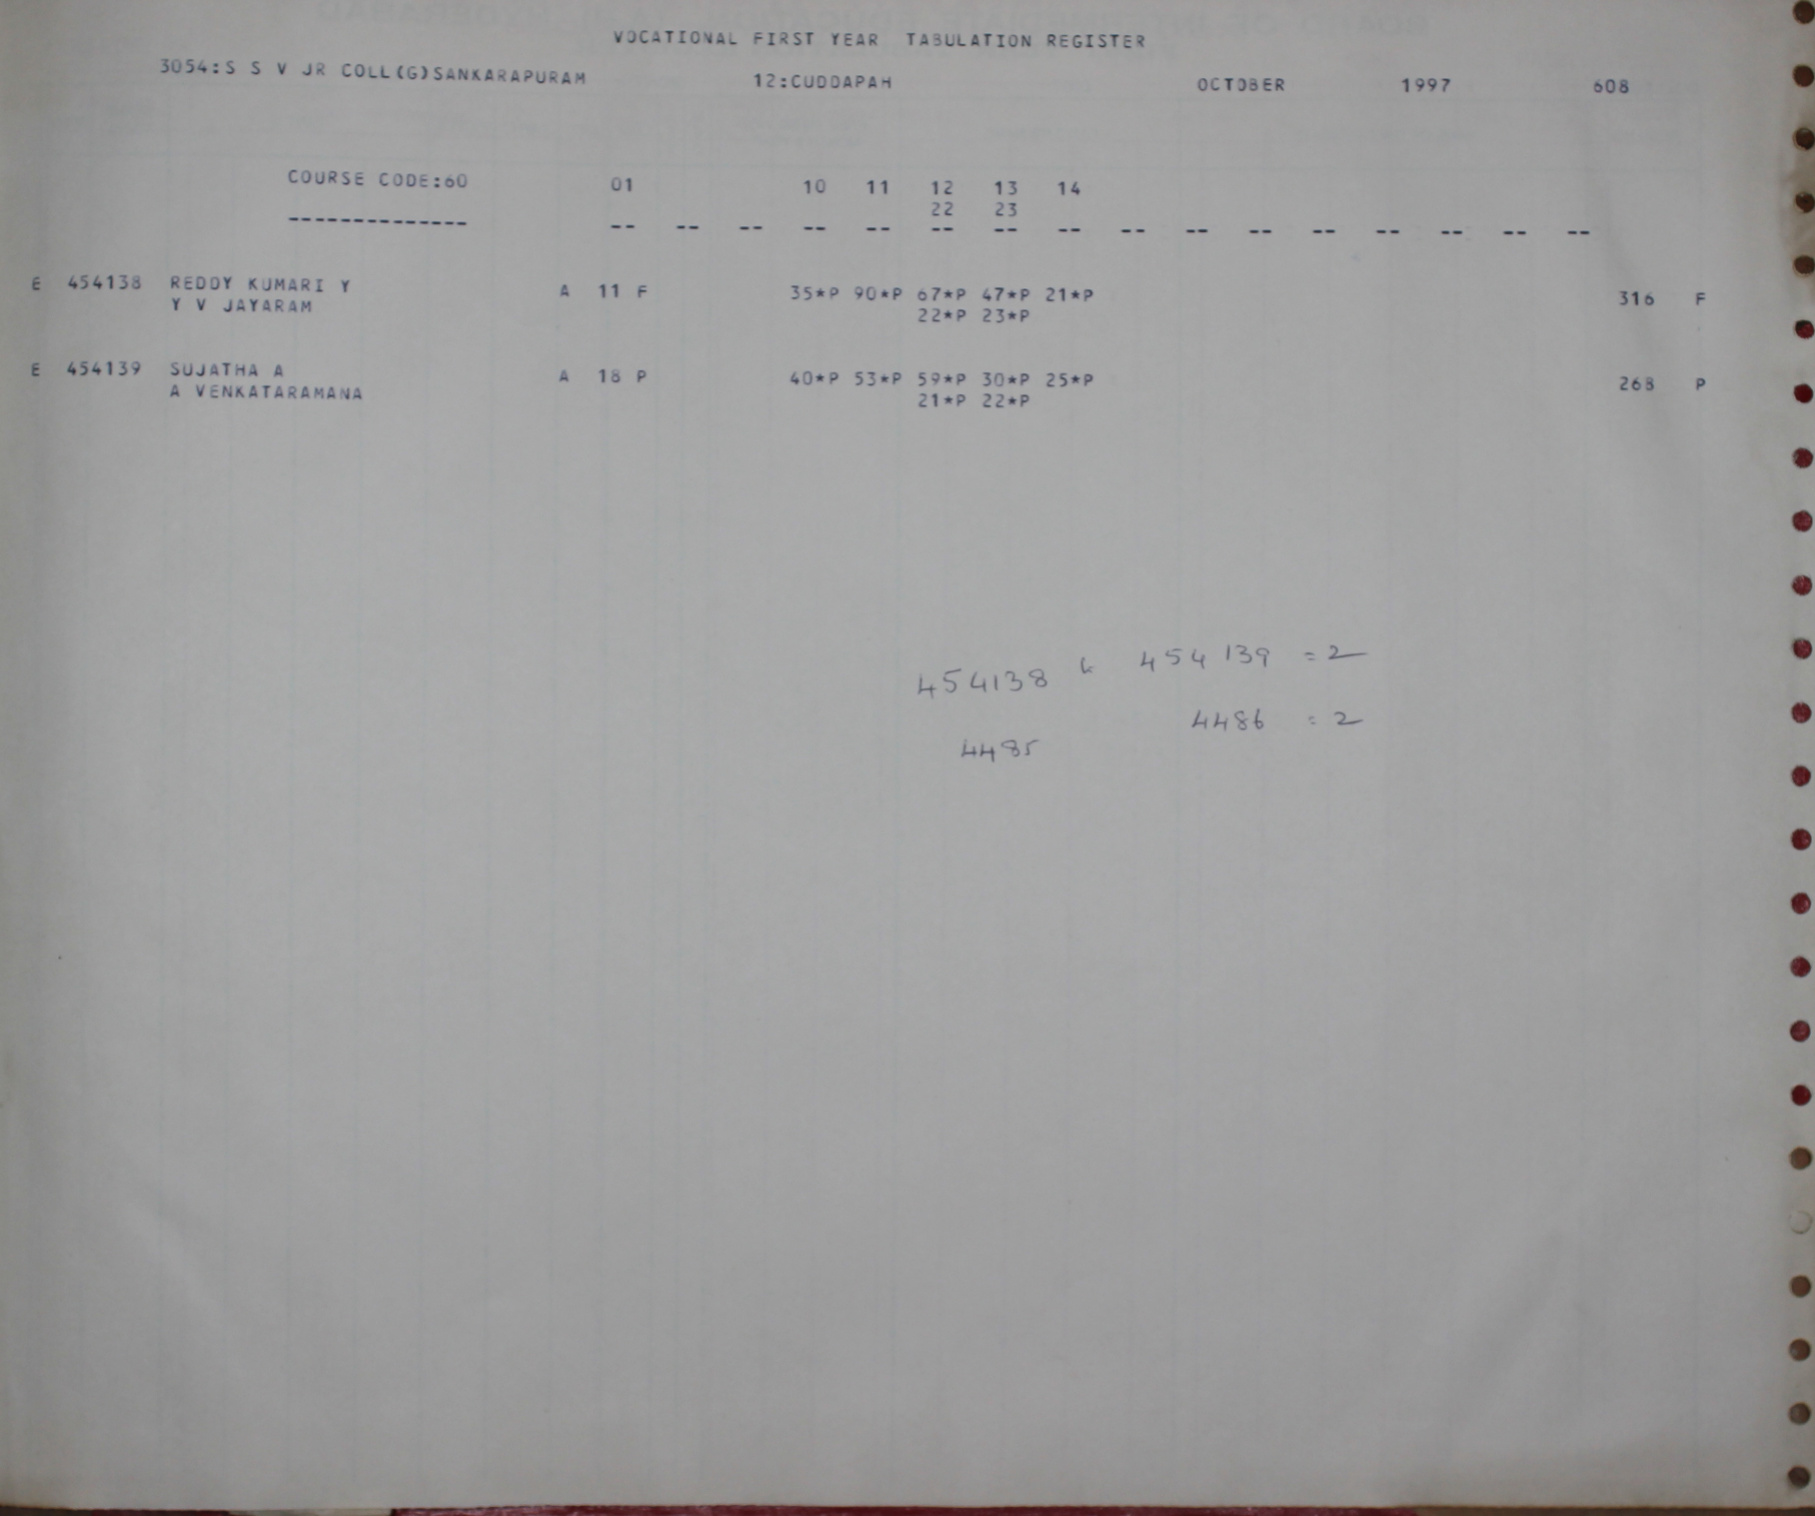 VOCATIONAL FIRST YEAR TABULATION REGISTER
3054:S S V JR COLL(G)SANKARAPURAM 12:CUDDAPAH OCTOBER 1997 608
COURSE CODE:60 01 10 11 12 13 14
22 23
-------------- -- -- -- -- -- -- -- -- -- -- -- -- -- -- -- --
E 454138 REDDY KUMARI Y A 11 F 35*P 90*P 67*P 47*P 21*P 316 F
Y V JAYARAM 22*P 23*P
E 454139 SUJATHA A A 18 P 40*P 53*P 59*P 30*P 25*P 268 P
A VENKATARAMANA 21*P 22*P
454138 & 454139 = 2
4485 4486 = 2